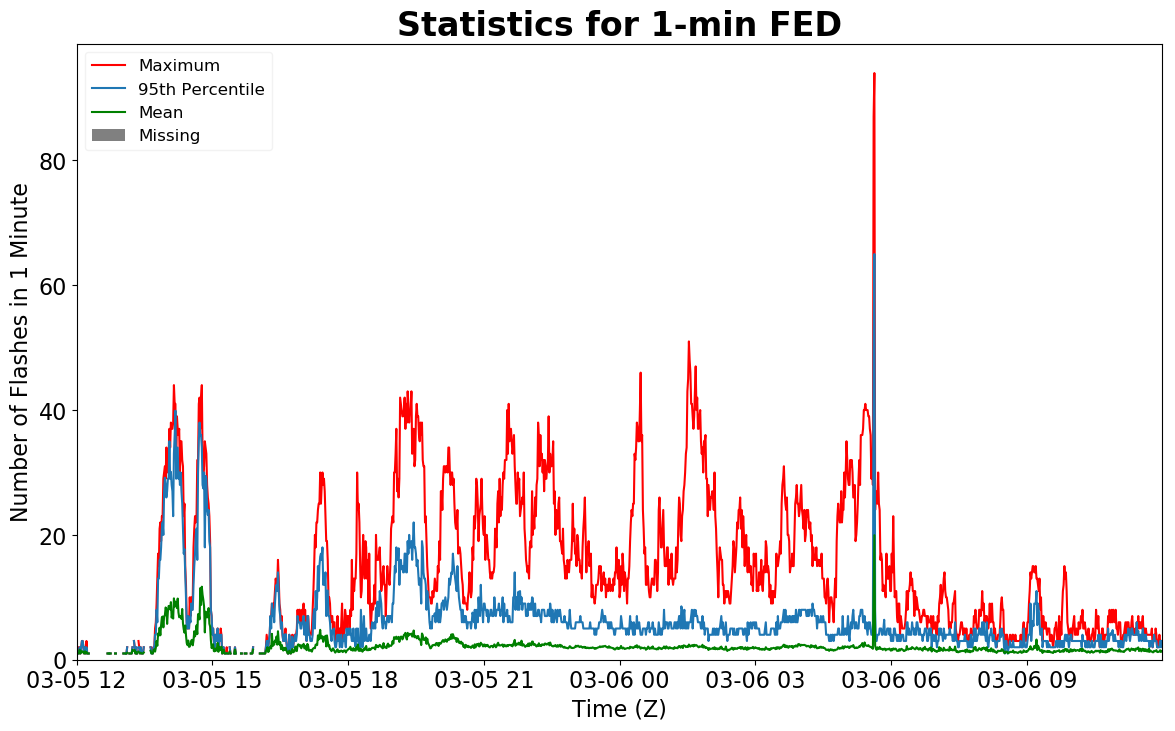 Statistics for 1-min FED
Maximum
95th Percentile
Mean
Missing
Number of Flashes in 1 Minute
80
60
40
20
0
03-05 12 03-05 15 03-05 18 03-05 21 03-06 00 03-06 03 03-06 06 03-06 09
Time (Z)